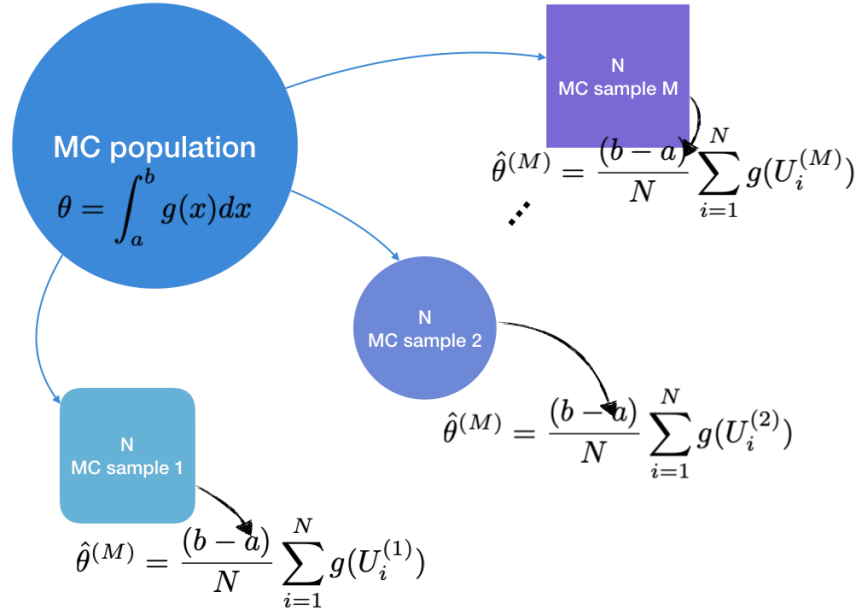 N
MC sample M
MC population
θ = ∫_a^b g(x)dx
θ̂^(M) = (b − a)/N ∑_{i=1}^N g(U_i^(M))
⋰
N
MC sample 2
θ̂^(M) = (b − a)/N ∑_{i=1}^N g(U_i^(2))
N
MC sample 1
θ̂^(M) = (b − a)/N ∑_{i=1}^N g(U_i^(1))